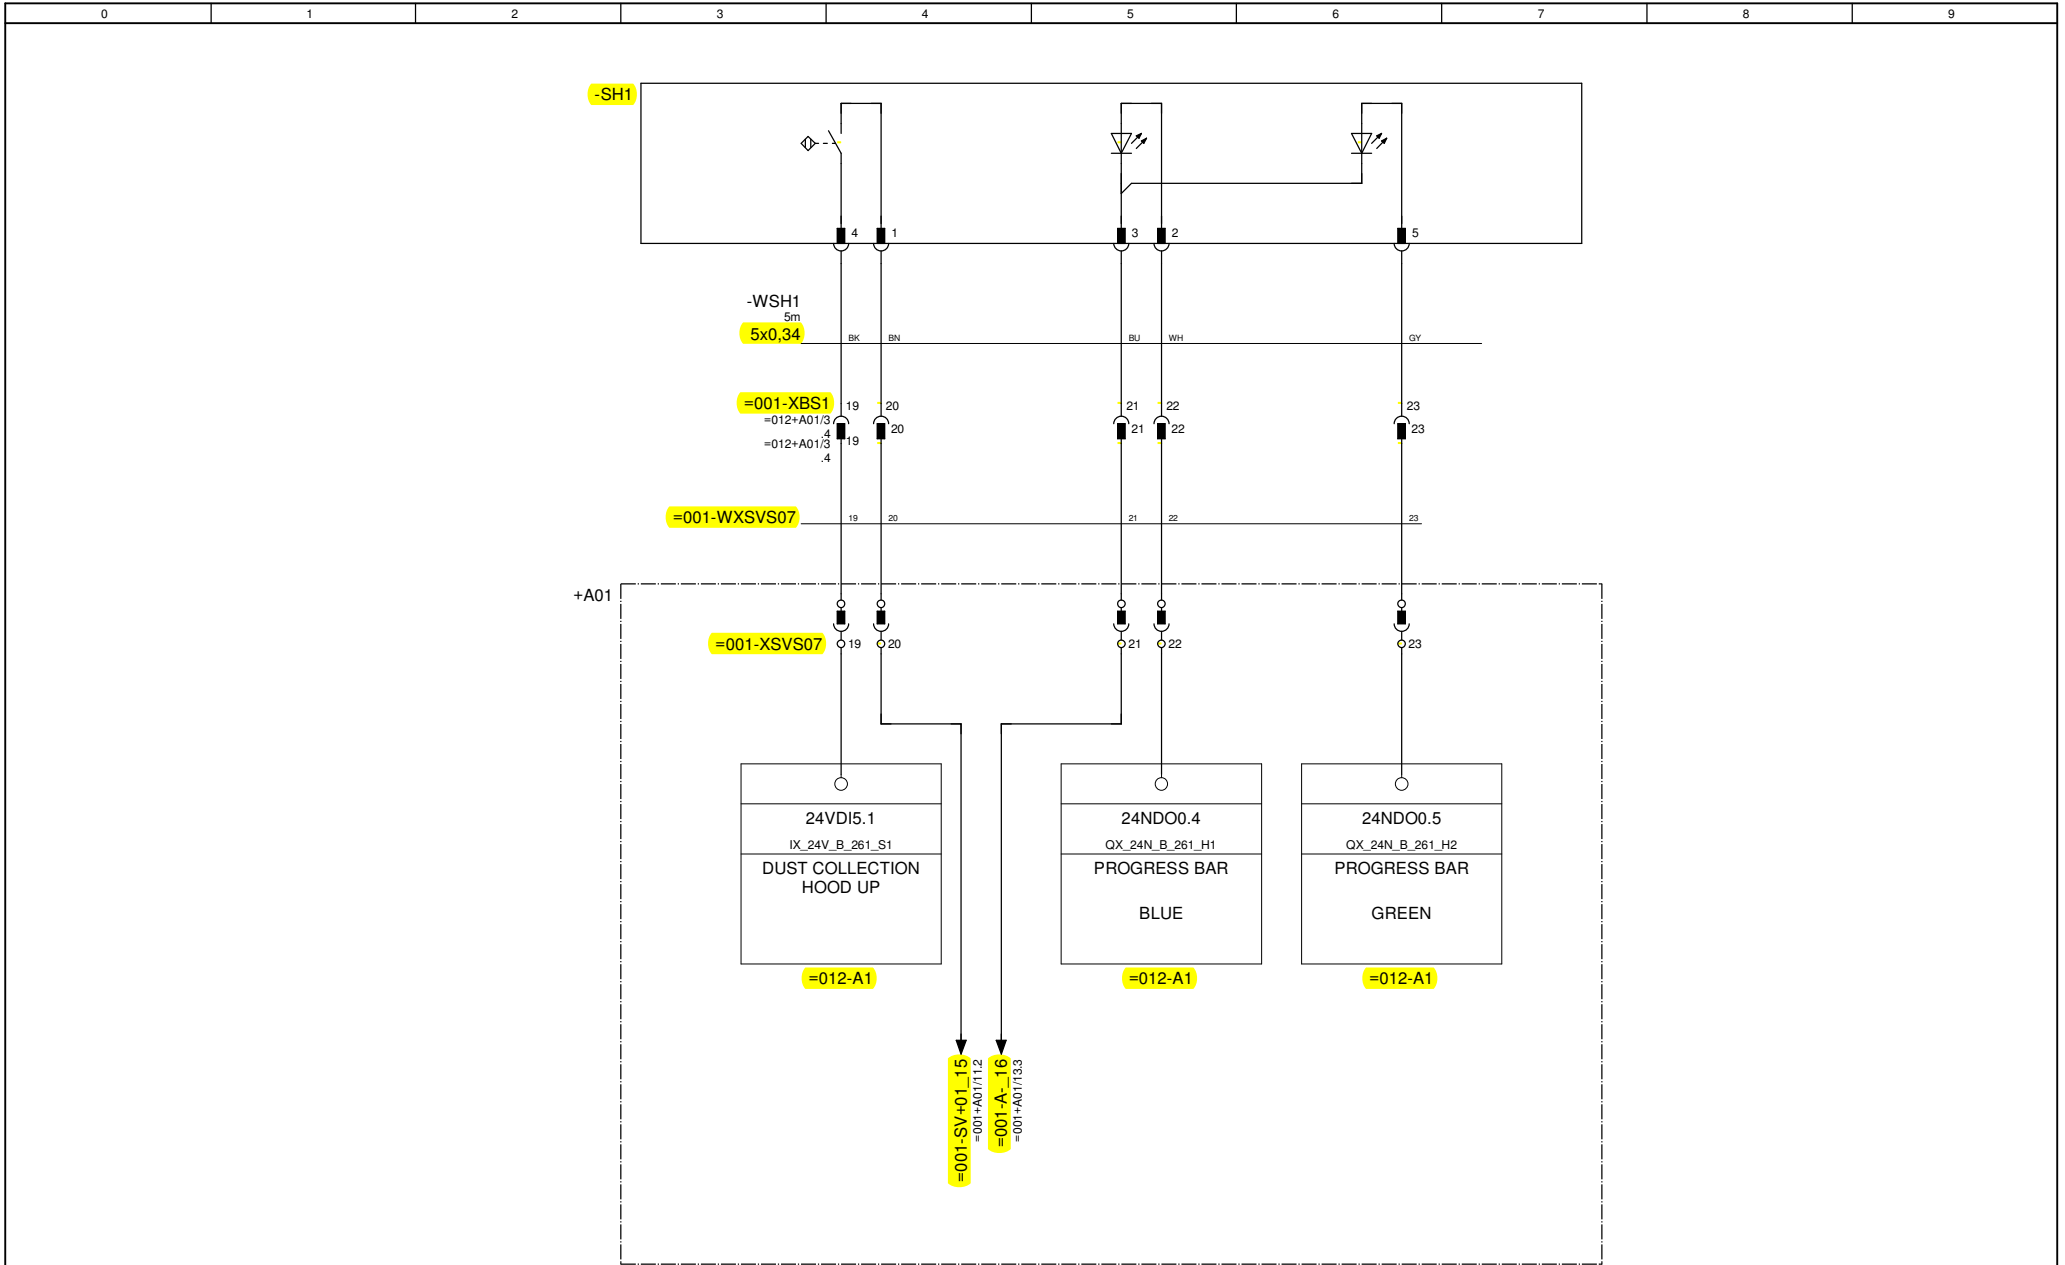 0 1 2 3 4 5 6 7 8 9
-SH1
4 1 3 2 5
-WSH1
5m
5x0,34
BK BN BU WH GY
=001-XBS1
19 20 21 22 23
=012+A01/3
.4
19 20 21 22 23
=012+A01/3
.4
=001-WXSVS07
19 20 21 22 23
+A01
=001-XSVS07
19 20 21 22 23
24VDI5.1
IX_24V_B_261_S1
DUST COLLECTION
HOOD UP
=012-A1
24NDO0.4
QX_24N_B_261_H1
PROGRESS BAR
BLUE
=012-A1
24NDO0.5
QX_24N_B_261_H2
PROGRESS BAR
GREEN
=012-A1
=001-SV+01_15
=001+A01/11.2
=001-A-_16
=001+A01/13.3